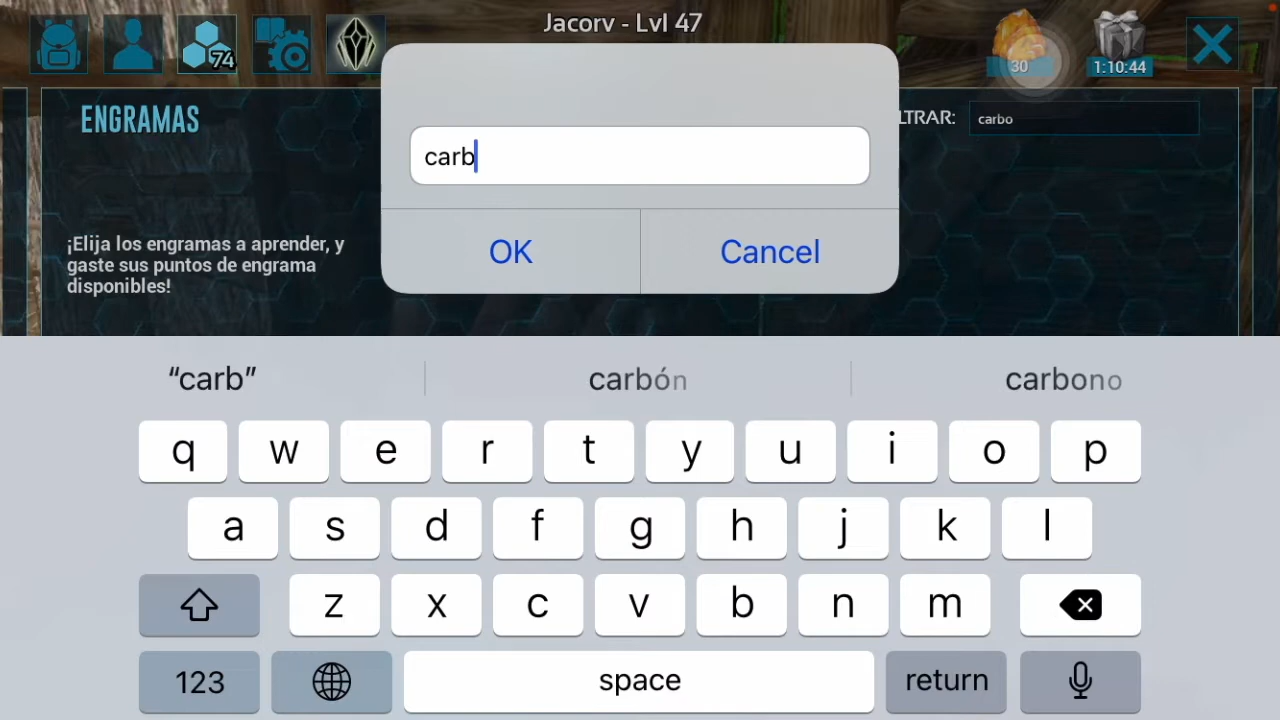 Jacorv - Lvl 47
74
30
1:10:44
ENGRAMAS
LTRAR:
carbo
carb
OK
Cancel
¡Elija los engramas a aprender, y
gaste sus puntos de engrama
disponibles!
“carb”
carbón
carbono
q w e r t y u i o p
a s d f g h j k l
z x c v b n m
123
space
return